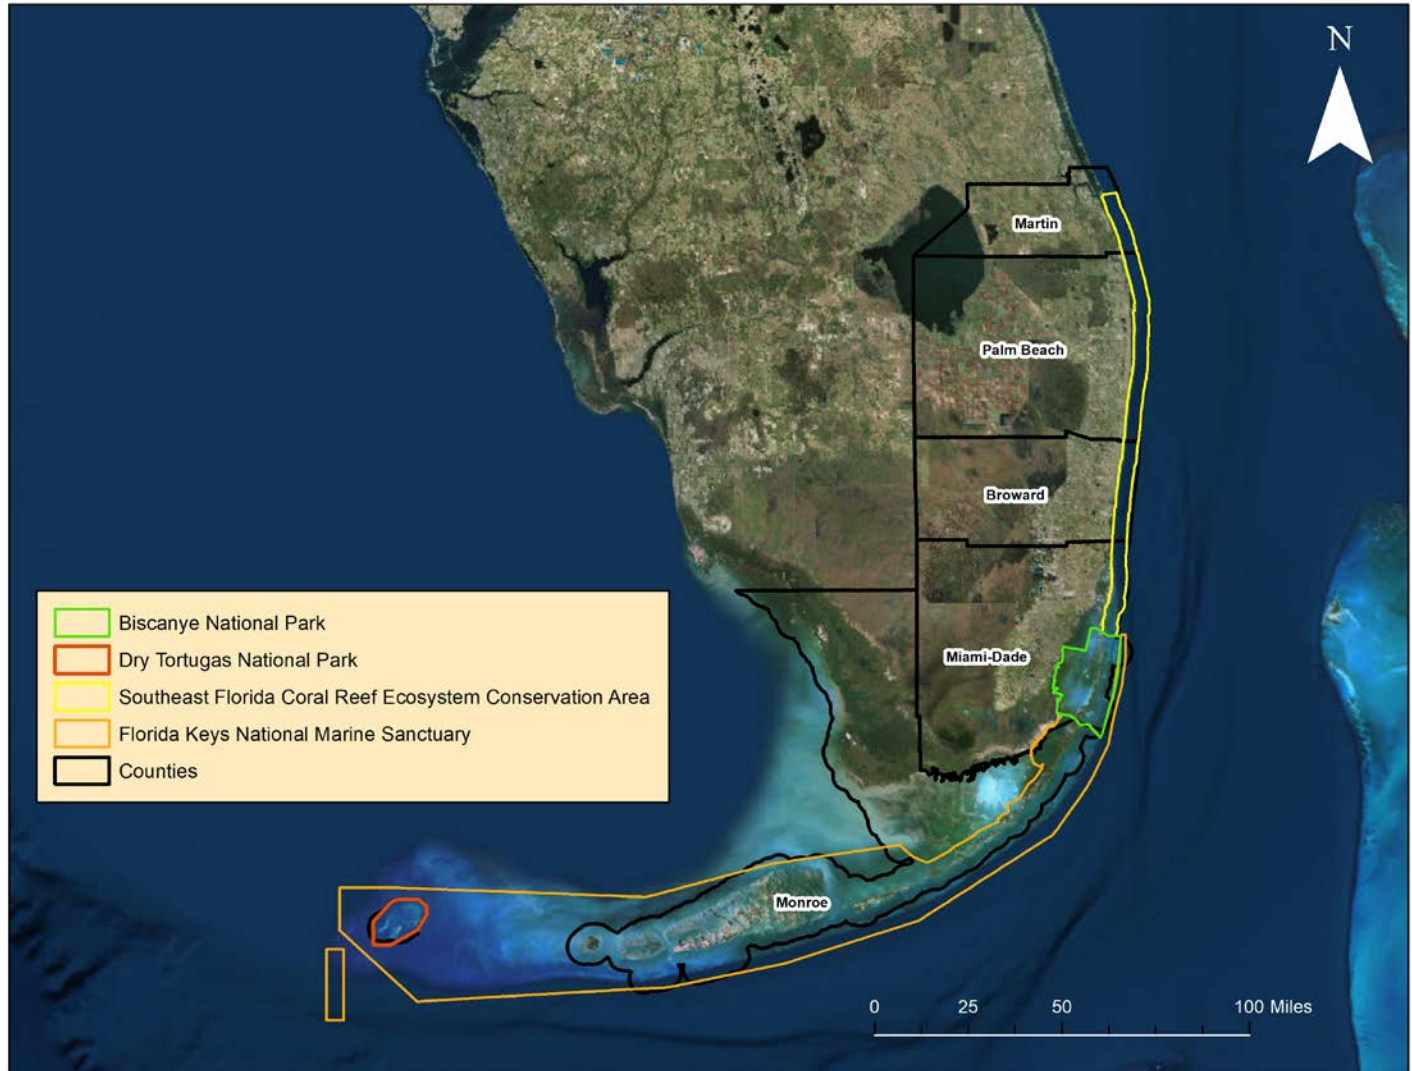 N
Martin
Palm Beach
Broward
Miami-Dade
Biscanye National Park
Dry Tortugas National Park
Southeast Florida Coral Reef Ecosystem Conservation Area
Florida Keys National Marine Sanctuary
Counties
Monroe
0 25 50 100 Miles